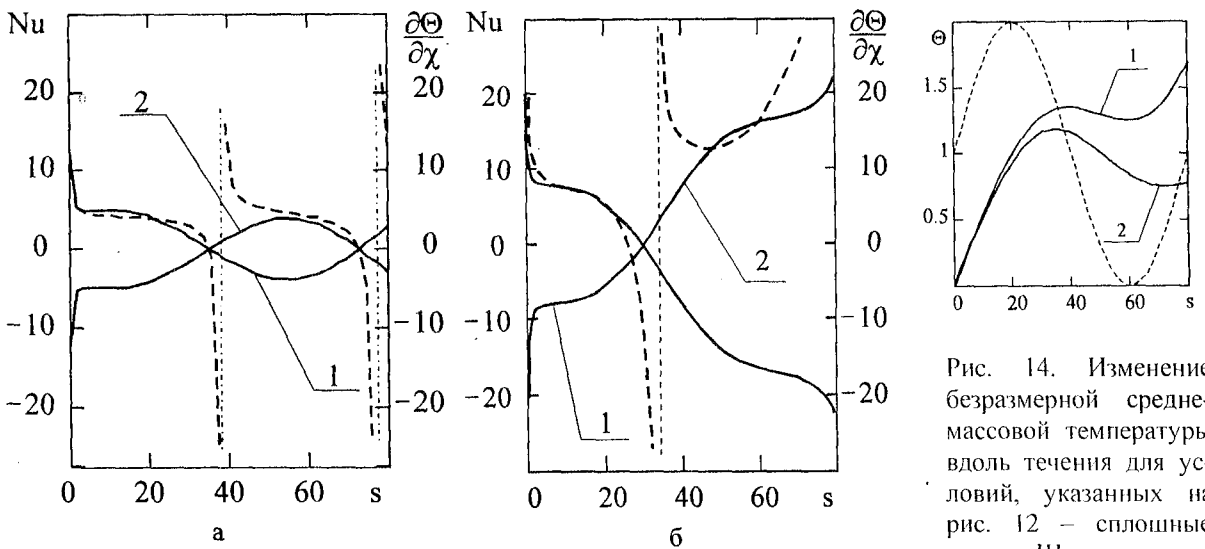 Nu
∂Θ
∂χ
20
10
0
−10
−20
20
10
0
−10
−20
2
1
0
20
40
60
s
а
Nu
∂Θ
∂χ
20
10
0
−10
−20
20
10
0
−10
−20
2
1
0
20
40
60
s
б
Θ
1.5
1
0.5
1
2
0
20
40
60
s
Рис. 14. Изменение
безразмерной средне-
массовой температуры
вдоль течения для ус-
ловий, указанных на
рис. 12 – сплошные